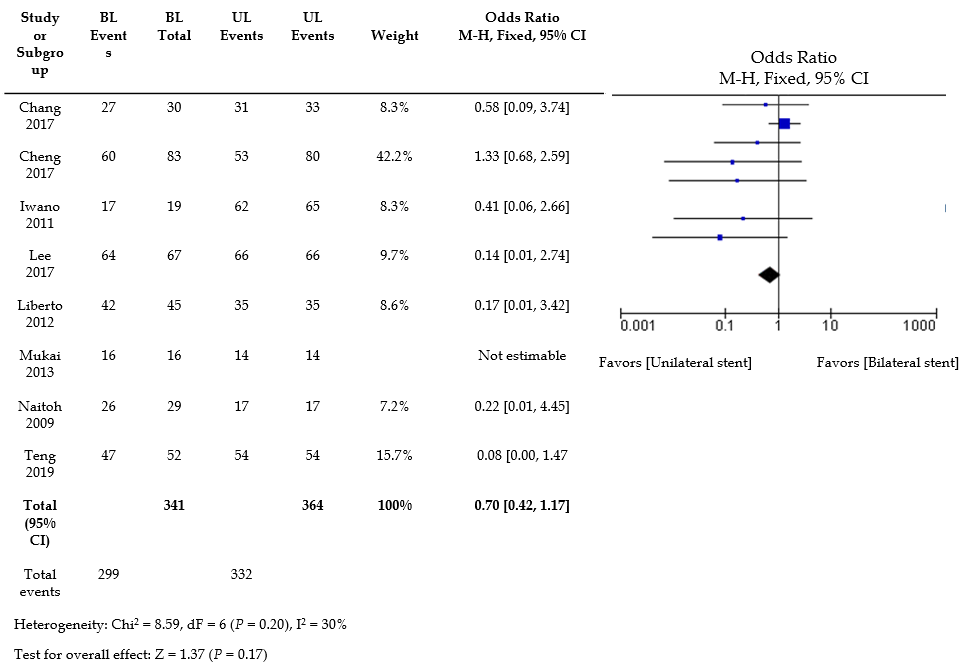 Study or Subgroup BL Events BL Total UL Events UL Events Weight Odds Ratio M-H, Fixed, 95% CI
Odds Ratio
M-H, Fixed, 95% CI
Chang 2017 27 30 31 33 8.3% 0.58 [0.09, 3.74]
Cheng 2017 60 83 53 80 42.2% 1.33 [0.68, 2.59]
Iwano 2011 17 19 62 65 8.3% 0.41 [0.06, 2.66]
Lee 2017 64 67 66 66 9.7% 0.14 [0.01, 2.74]
Liberto 2012 42 45 35 35 8.6% 0.17 [0.01, 3.42]
Mukai 2013 16 16 14 14 Not estimable
Naitoh 2009 26 29 17 17 7.2% 0.22 [0.01, 4.45]
Teng 2019 47 52 54 54 15.7% 0.08 [0.00, 1.47
Total (95% CI) 341 364 100% 0.70 [0.42, 1.17]
Total events 299 332
Heterogeneity: Chi² = 8.59, dF = 6 (P = 0.20), I² = 30%
Test for overall effect: Z = 1.37 (P = 0.17)
0.001 0.1 1 10 1000
Favors [Unilateral stent] Favors [Bilateral stent]